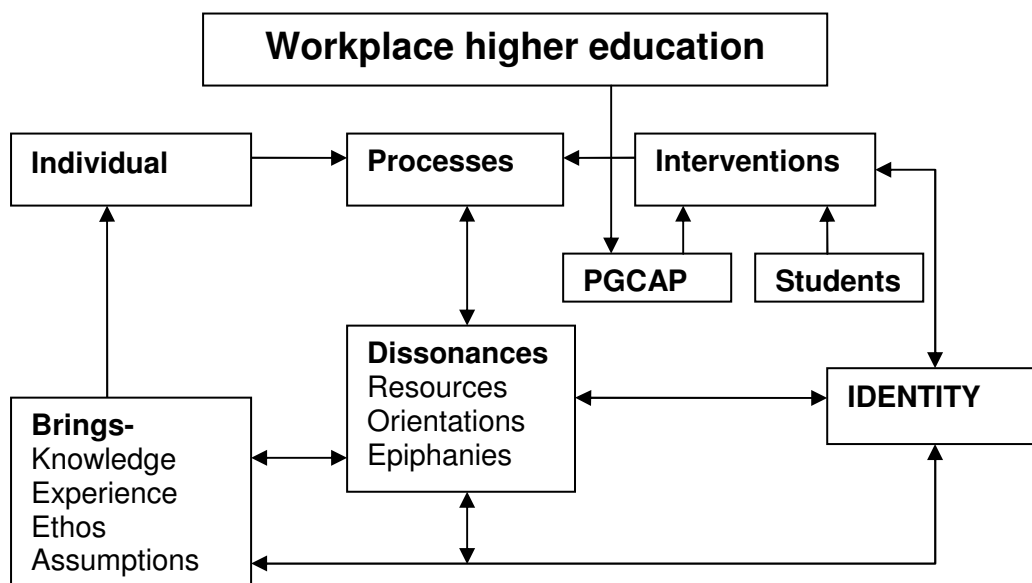 Workplace higher education
Individual
Processes
Interventions
PGCAP
Students
Dissonances
Resources
Orientations
Epiphanies
IDENTITY
Brings-
Knowledge
Experience
Ethos
Assumptions